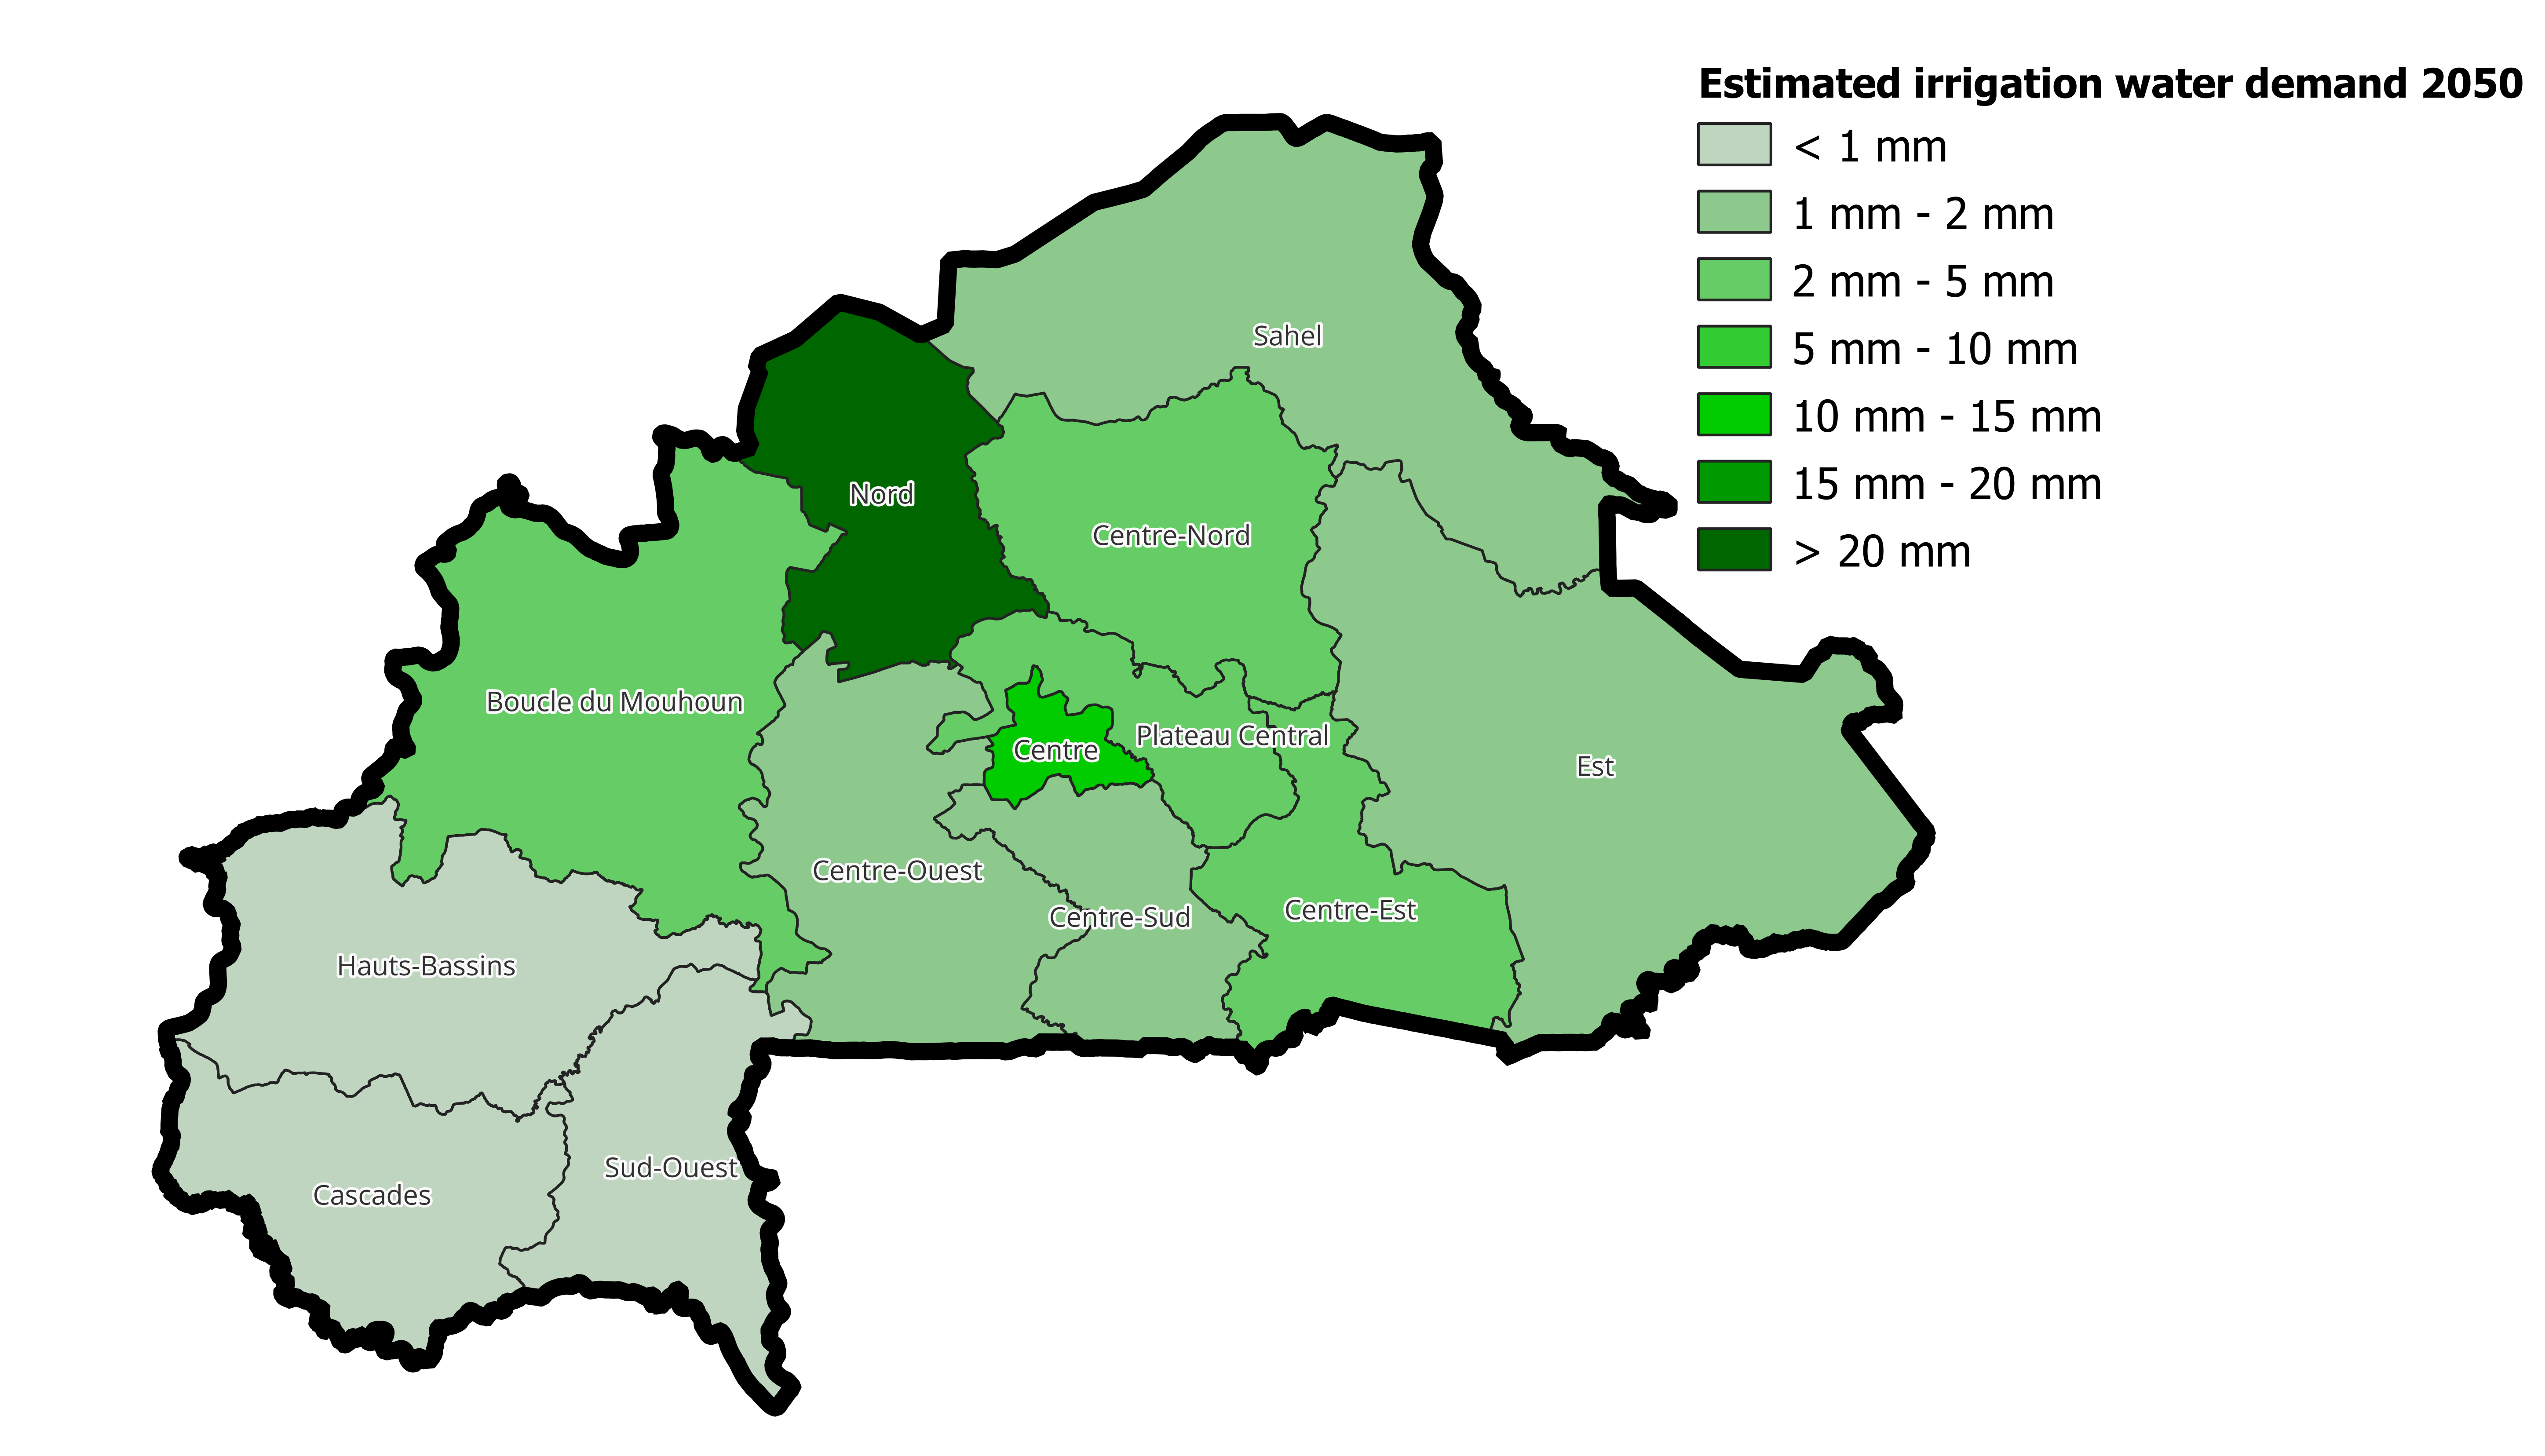 Estimated irrigation water demand 2050
< 1 mm
1 mm - 2 mm
2 mm - 5 mm
5 mm - 10 mm
10 mm - 15 mm
15 mm - 20 mm
> 20 mm
Sahel
Nord
Centre-Nord
Boucle du Mouhoun
Plateau Central
Centre
Est
Centre-Ouest
Centre-Est
Centre-Sud
Hauts-Bassins
Sud-Ouest
Cascades